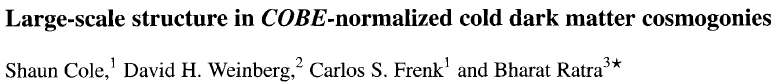 Large-scale structure in COBE-normalized cold dark matter cosmogonies
Shaun Cole,¹ David H. Weinberg,² Carlos S. Frenk¹ and Bharat Ratra³★